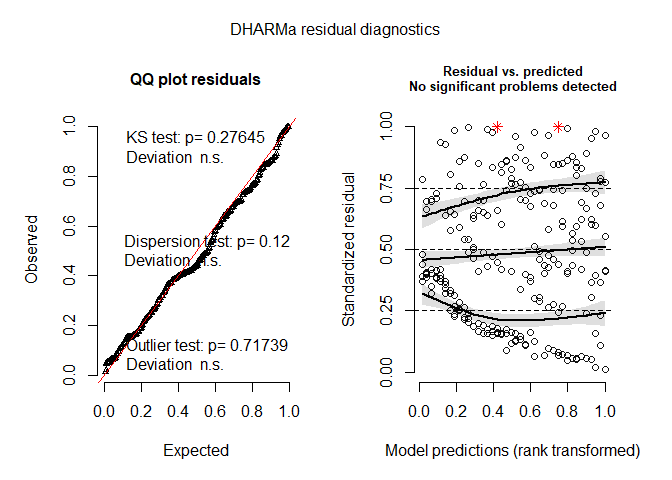 DHARMa residual diagnostics
QQ plot residuals
KS test: p= 0.27645
Deviation n.s.
Dispersion test: p= 0.12
Deviation n.s.
Outlier test: p= 0.71739
Deviation n.s.
Observed
0.0 0.2 0.4 0.6 0.8 1.0
0.0 0.2 0.4 0.6 0.8 1.0
Expected
Residual vs. predicted
No significant problems detected
Standardized residual
0.00 0.25 0.50 0.75 1.00
0.0 0.2 0.4 0.6 0.8 1.0
Model predictions (rank transformed)